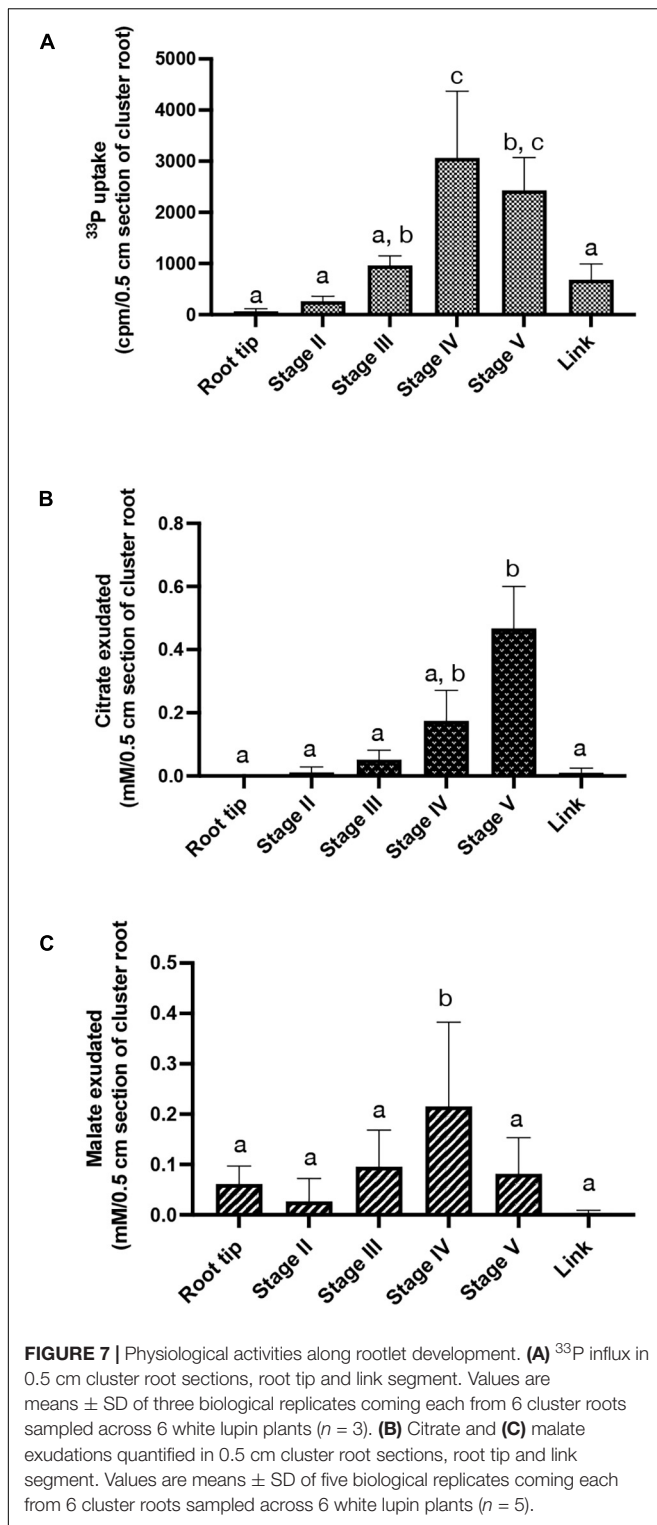 A
³³P uptake
(cpm/0.5 cm section of cluster root)
5000
4000
3000
2000
1000
0
a
a
a, b
c
b, c
a
Root tip
Stage II
Stage III
Stage IV
Stage V
Link
B
Citrate exudated
(mM/0.5 cm section of cluster root
0.8
0.6
0.4
0.2
0.0
a
a
a
a, b
b
a
Root tip
Stage II
Stage III
Stage IV
Stage V
Link
C
Malate exudated
(mM/0.5 cm section of cluster root
0.5
0.4
0.3
0.2
0.1
0.0
a
a
a
b
a
a
Root tip
Stage II
Stage III
Stage IV
Stage V
Link
FIGURE 7 | Physiological activities along rootlet development. (A) ³³P influx in
0.5 cm cluster root sections, root tip and link segment. Values are
means ± SD of three biological replicates coming each from 6 cluster roots
sampled across 6 white lupin plants (n = 3). (B) Citrate and (C) malate
exudations quantified in 0.5 cm cluster root sections, root tip and link
segment. Values are means ± SD of five biological replicates coming each
from 6 cluster roots sampled across 6 white lupin plants (n = 5).